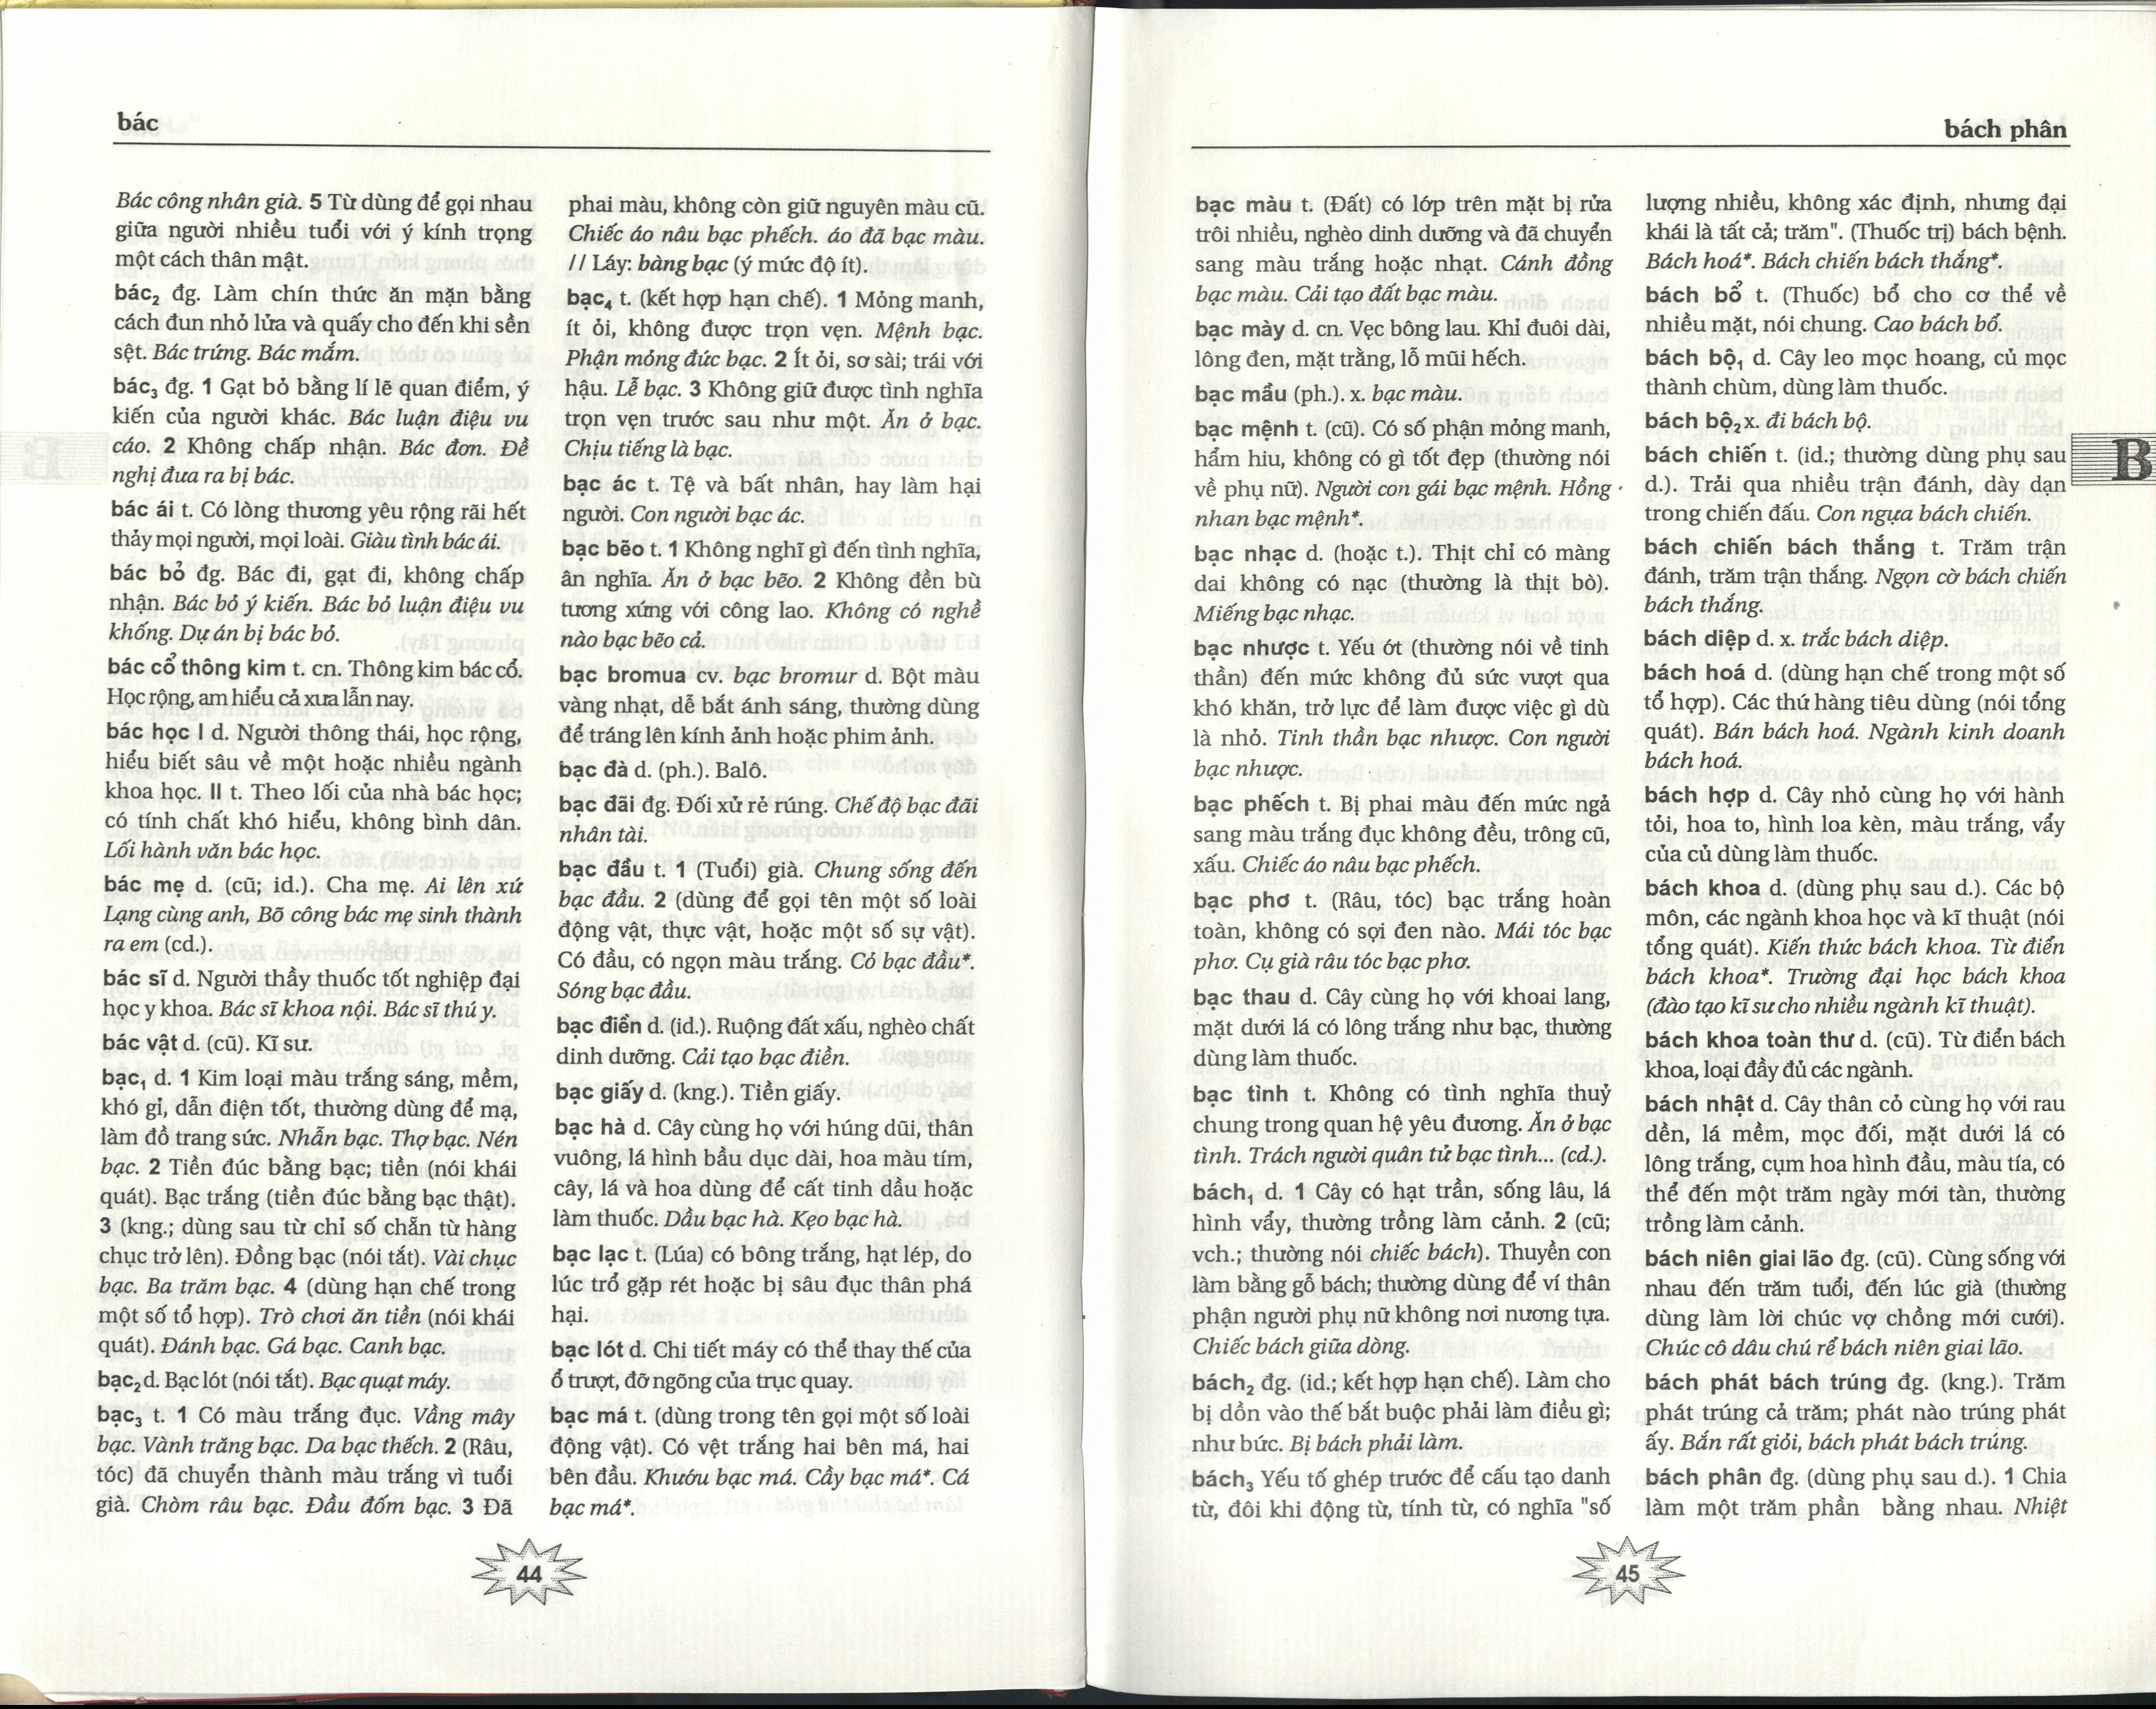 bác
Bác công nhân già. 5 Từ dùng để gọi nhau
giữa người nhiều tuổi với ý kính trọng
một cách thân mật.
bác₂ đg. Làm chín thức ăn mặn bằng
cách đun nhỏ lửa và quấy cho đến khi sền
sệt. Bác trứng. Bác mắm.
bác₃ đg. 1 Gạt bỏ bằng lí lẽ quan điểm, ý
kiến của người khác. Bác luận điệu vu
cáo. 2 Không chấp nhận. Bác đơn. Đề
nghị đưa ra bị bác.
bác ái t. Có lòng thương yêu rộng rãi hết
thảy mọi người, mọi loài. Giàu tình bác ái.
bác bỏ đg. Bác đi, gạt đi, không chấp
nhận. Bác bỏ ý kiến. Bác bỏ luận điệu vu
khống. Dự án bị bác bỏ.
bác cổ thông kim t. cn. Thông kim bác cổ.
Học rộng, am hiểu cả xưa lẫn nay.
bác học I d. Người thông thái, học rộng,
hiểu biết sâu về một hoặc nhiều ngành
khoa học. II t. Theo lối của nhà bác học;
có tính chất khó hiểu, không bình dân.
Lối hành văn bác học.
bác mẹ d. (cũ; id.). Cha mẹ. Ai lên xứ
Lạng cùng anh, Bõ công bác mẹ sinh thành
ra em (cd.).
bác sĩ d. Người thầy thuốc tốt nghiệp đại
học y khoa. Bác sĩ khoa nội. Bác sĩ thú y.
bác vật d. (cũ). Kĩ sư.
bạc₁ d. 1 Kim loại màu trắng sáng, mềm,
khó gỉ, dẫn điện tốt, thường dùng để mạ,
làm đồ trang sức. Nhẫn bạc. Thợ bạc. Nén
bạc. 2 Tiền đúc bằng bạc; tiền (nói khái
quát). Bạc trắng (tiền đúc bằng bạc thật).
3 (kng.; dùng sau từ chỉ số chẵn từ hàng
chục trở lên). Đồng bạc (nói tắt). Vài chục
bạc. Ba trăm bạc. 4 (dùng hạn chế trong
một số tổ hợp). Trò chơi ăn tiền (nói khái
quát). Đánh bạc. Gá bạc. Canh bạc.
bạc₂ d. Bạc lót (nói tắt). Bạc quạt máy.
bạc₃ t. 1 Có màu trắng đục. Vầng mây
bạc. Vành trăng bạc. Da bạc thếch. 2 (Râu,
tóc) đã chuyển thành màu trắng vì tuổi
già. Chòm râu bạc. Đầu đốm bạc. 3 Đã
phai màu, không còn giữ nguyên màu cũ.
Chiếc áo nâu bạc phếch. áo đã bạc màu.
// Láy: bàng bạc (ý mức độ ít).
bạc₄ t. (kết hợp hạn chế). 1 Mỏng manh,
ít ỏi, không được trọn vẹn. Mệnh bạc.
Phận mỏng đức bạc. 2 Ít ỏi, sơ sài; trái với
hậu. Lễ bạc. 3 Không giữ được tình nghĩa
trọn vẹn trước sau như một. Ăn ở bạc.
Chịu tiếng là bạc.
bạc ác t. Tệ và bất nhân, hay làm hại
người. Con người bạc ác.
bạc bẽo t. 1 Không nghĩ gì đến tình nghĩa,
ân nghĩa. Ăn ở bạc bẽo. 2 Không đền bù
tương xứng với công lao. Không có nghề
nào bạc bẽo cả.
bạc bromua cv. bạc bromur d. Bột màu
vàng nhạt, dễ bắt ánh sáng, thường dùng
để tráng lên kính ảnh hoặc phim ảnh.
bạc đà d. (ph.). Balô.
bạc đãi đg. Đối xử rẻ rúng. Chế độ bạc đãi
nhân tài.
bạc đầu t. 1 (Tuổi) già. Chung sống đến
bạc đầu. 2 (dùng để gọi tên một số loài
động vật, thực vật, hoặc một số sự vật).
Có đầu, có ngọn màu trắng. Cỏ bạc đầu*.
Sóng bạc đầu.
bạc điền d. (id.). Ruộng đất xấu, nghèo chất
dinh dưỡng. Cải tạo bạc điền.
bạc giấy d. (kng.). Tiền giấy.
bạc hà d. Cây cùng họ với húng dũi, thân
vuông, lá hình bầu dục dài, hoa màu tím,
cây, lá và hoa dùng để cất tinh dầu hoặc
làm thuốc. Dầu bạc hà. Kẹo bạc hà.
bạc lạc t. (Lúa) có bông trắng, hạt lép, do
lúc trổ gặp rét hoặc bị sâu đục thân phá
hại.
bạc lót d. Chi tiết máy có thể thay thế của
ổ trượt, đỡ ngõng của trục quay.
bạc má t. (dùng trong tên gọi một số loài
động vật). Có vệt trắng hai bên má, hai
bên đầu. Khướu bạc má. Cầy bạc má*. Cá
bạc má*.
44
bách phân
bạc màu t. (Đất) có lớp trên mặt bị rửa
trôi nhiều, nghèo dinh dưỡng và đã chuyển
sang màu trắng hoặc nhạt. Cánh đồng
bạc màu. Cải tạo đất bạc màu.
bạc mày d. cn. Vẹc bông lau. Khỉ đuôi dài,
lông đen, mặt trằng, lỗ mũi hếch.
bạc mầu (ph.). x. bạc màu.
bạc mệnh t. (cũ). Có số phận mỏng manh,
hẩm hiu, không có gì tốt đẹp (thường nói
về phụ nữ). Người con gái bạc mệnh. Hồng
nhan bạc mệnh*.
bạc nhạc d. (hoặc t.). Thịt chỉ có màng
dai không có nạc (thường là thịt bò).
Miếng bạc nhạc.
bạc nhược t. Yếu ớt (thường nói về tinh
thần) đến mức không đủ sức vượt qua
khó khăn, trở lực để làm được việc gì dù
là nhỏ. Tinh thần bạc nhược. Con người
bạc nhược.
bạc phếch t. Bị phai màu đến mức ngả
sang màu trắng đục không đều, trông cũ,
xấu. Chiếc áo nâu bạc phếch.
bạc phơ t. (Râu, tóc) bạc trắng hoàn
toàn, không có sợi đen nào. Mái tóc bạc
phơ. Cụ già râu tóc bạc phơ.
bạc thau d. Cây cùng họ với khoai lang,
mặt dưới lá có lông trắng như bạc, thường
dùng làm thuốc.
bạc tình t. Không có tình nghĩa thuỷ
chung trong quan hệ yêu đương. Ăn ở bạc
tình. Trách người quân tử bạc tình... (cd.).
bách₁ d. 1 Cây có hạt trần, sống lâu, lá
hình vẩy, thường trồng làm cảnh. 2 (cũ;
vch.; thường nói chiếc bách). Thuyền con
làm bằng gỗ bách; thường dùng để ví thân
phận người phụ nữ không nơi nương tựa.
Chiếc bách giữa dòng.
bách₂ đg. (id.; kết hợp hạn chế). Làm cho
bị dồn vào thế bắt buộc phải làm điều gì;
như bức. Bị bách phải làm.
bách₃ Yếu tố ghép trước để cấu tạo danh
từ, đôi khi động từ, tính từ, có nghĩa "số
lượng nhiều, không xác định, nhưng đại
khái là tất cả; trăm". (Thuốc trị) bách bệnh.
Bách hoá*. Bách chiến bách thắng*.
bách bổ t. (Thuốc) bổ cho cơ thể về
nhiều mặt, nói chung. Cao bách bổ.
bách bộ₁ d. Cây leo mọc hoang, củ mọc
thành chùm, dùng làm thuốc.
bách bộ₂ x. đi bách bộ.
bách chiến t. (id.; thường dùng phụ sau
d.). Trải qua nhiều trận đánh, dày dạn
trong chiến đấu. Con ngựa bách chiến.
bách chiến bách thắng t. Trăm trận
đánh, trăm trận thắng. Ngọn cờ bách chiến
bách thắng.
bách diệp d. x. trắc bách diệp.
bách hoá d. (dùng hạn chế trong một số
tổ hợp). Các thứ hàng tiêu dùng (nói tổng
quát). Bán bách hoá. Ngành kinh doanh
bách hoá.
bách hợp d. Cây nhỏ cùng họ với hành
tỏi, hoa to, hình loa kèn, màu trắng, vẩy
của củ dùng làm thuốc.
bách khoa d. (dùng phụ sau d.). Các bộ
môn, các ngành khoa học và kĩ thuật (nói
tổng quát). Kiến thức bách khoa. Từ điển
bách khoa*. Trường đại học bách khoa
(đào tạo kĩ sư cho nhiều ngành kĩ thuật).
bách khoa toàn thư d. (cũ). Từ điển bách
khoa, loại đầy đủ các ngành.
bách nhật d. Cây thân cỏ cùng họ với rau
dền, lá mềm, mọc đối, mặt dưới lá có
lông trắng, cụm hoa hình đầu, màu tía, có
thể đến một trăm ngày mới tàn, thường
trồng làm cảnh.
bách niên giai lão đg. (cũ). Cùng sống với
nhau đến trăm tuổi, đến lúc già (thường
dùng làm lời chúc vợ chồng mới cưới).
Chúc cô dâu chú rể bách niên giai lão.
bách phát bách trúng đg. (kng.). Trăm
phát trúng cả trăm; phát nào trúng phát
ấy. Bắn rất giỏi, bách phát bách trúng.
bách phân đg. (dùng phụ sau d.). 1 Chia
làm một trăm phần bằng nhau. Nhiệt
B
45